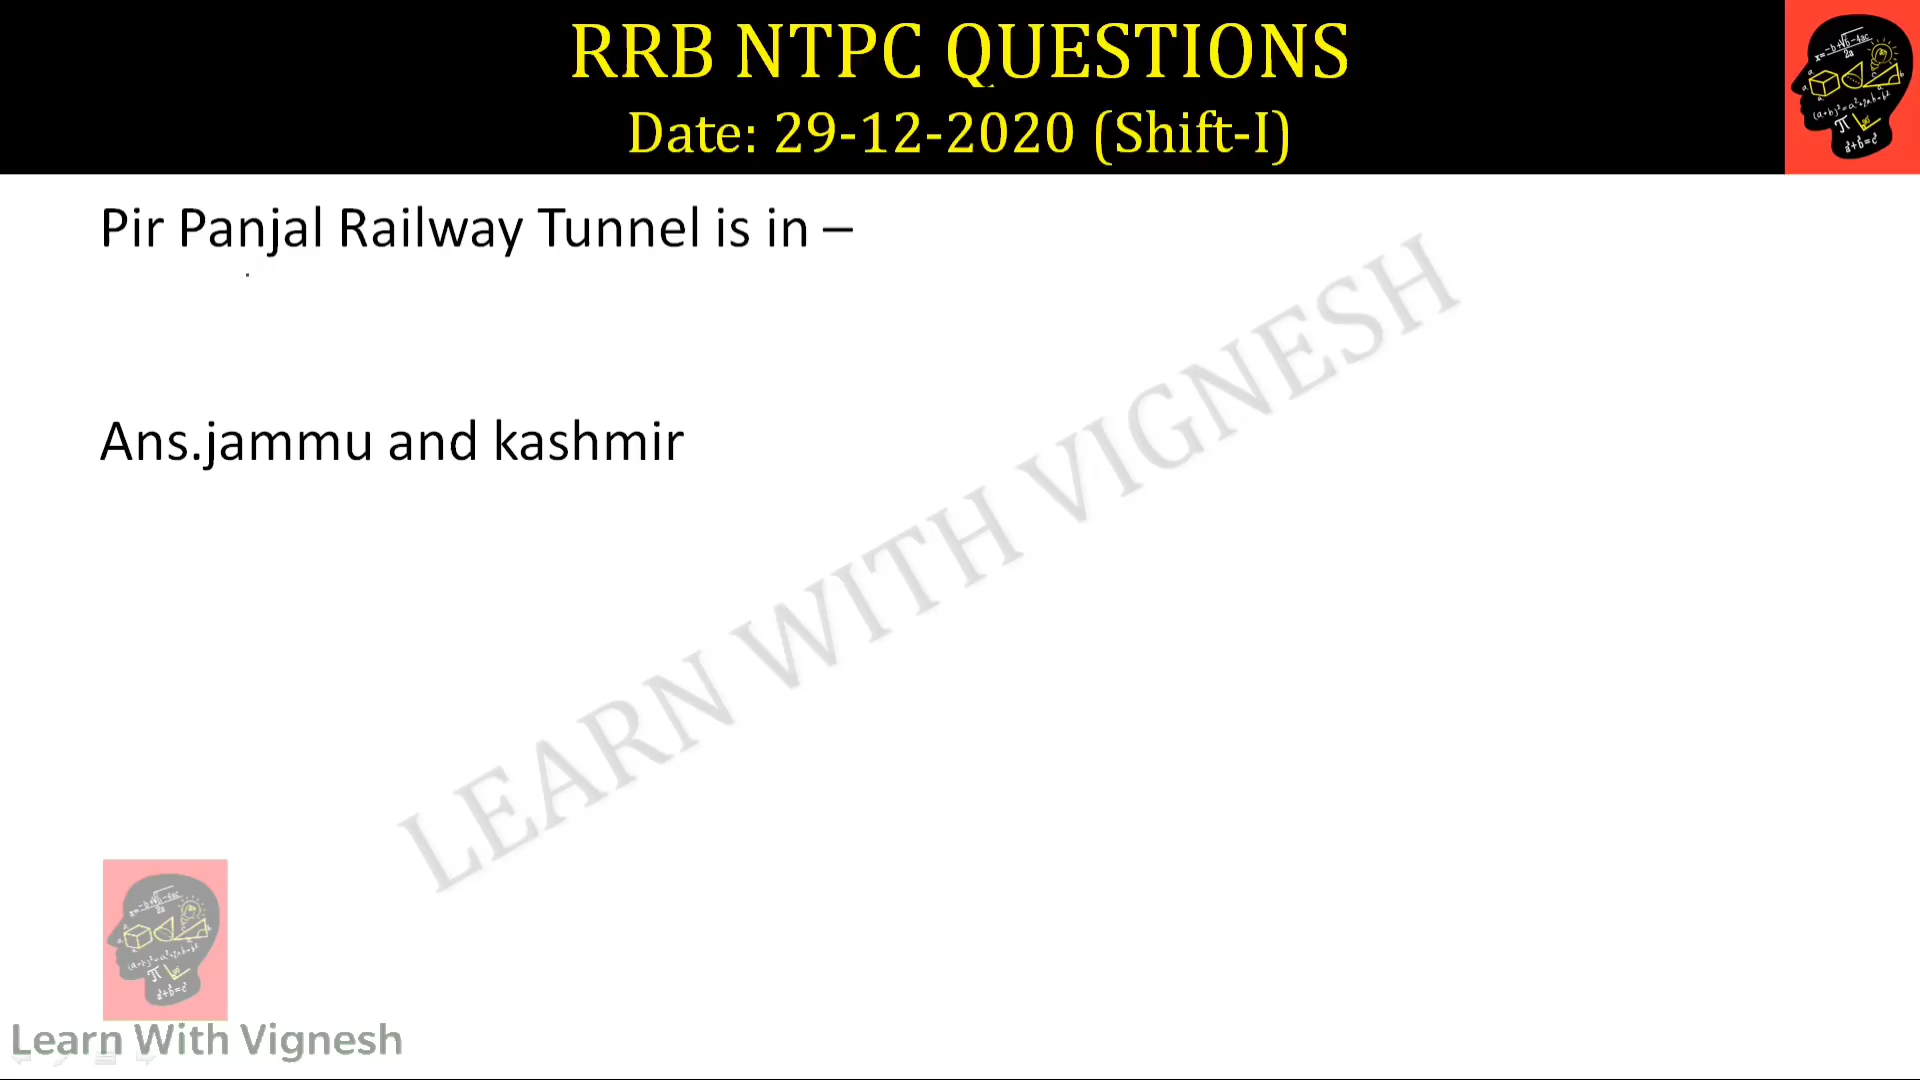 RRB NTPC QUESTIONS
Date: 29-12-2020 (Shift-I)
Pir Panjal Railway Tunnel is in –
Ans.jammu and kashmir
LEARN WITH VIGNESH
Learn With Vignesh